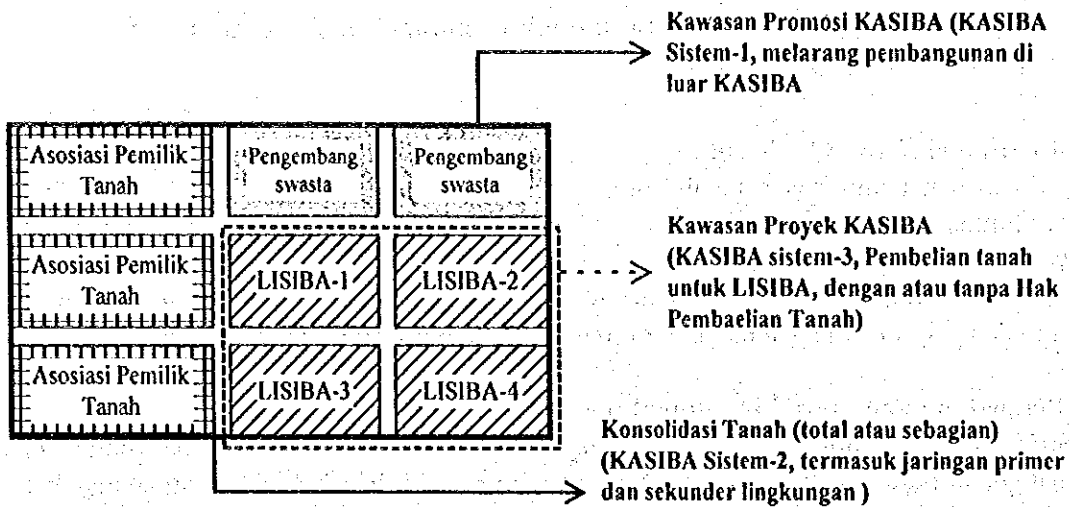 Kawasan Promosi KASIBA (KASIBA
Sistem-1, melarang pembangunan di
luar KASIBA
Asosiasi Pemilik
Tanah
Pengembang
swasta
Pengembang
swasta
Kawasan Proyek KASIBA
(KASIBA sistem-3, Pembelian tanah
untuk LISIBA, dengan atau tanpa Hak
Pembaelian Tanah)
Asosiasi Pemilik
Tanah
LISIBA-1
LISIBA-2
Asosiasi Pemilik
Tanah
LISIBA-3
LISIBA-4
Konsolidasi Tanah (total atau sebagian)
(KASIBA Sistem-2, termasuk jaringan primer
dan sekunder lingkungan )